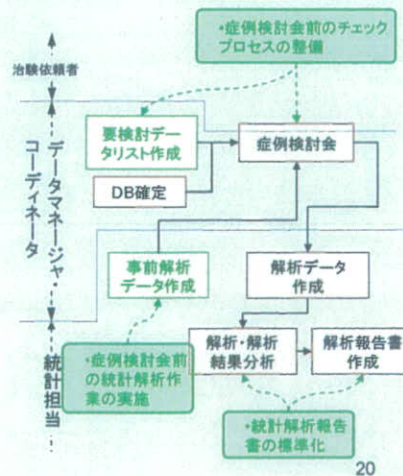 ・症例検討会前のチェック
プロセスの整備
治験依頼者
要検討デー
タリスト作成
症例検討会
DB確定
データマネージャ・
コーディネータ
事前解析
データ作成
解析データ
作成
統計担当
・症例検討会前
の統計解析作
業の実施
解析・解析
結果分析
解析報告書
作成
・統計解析報告
書の標準化
20